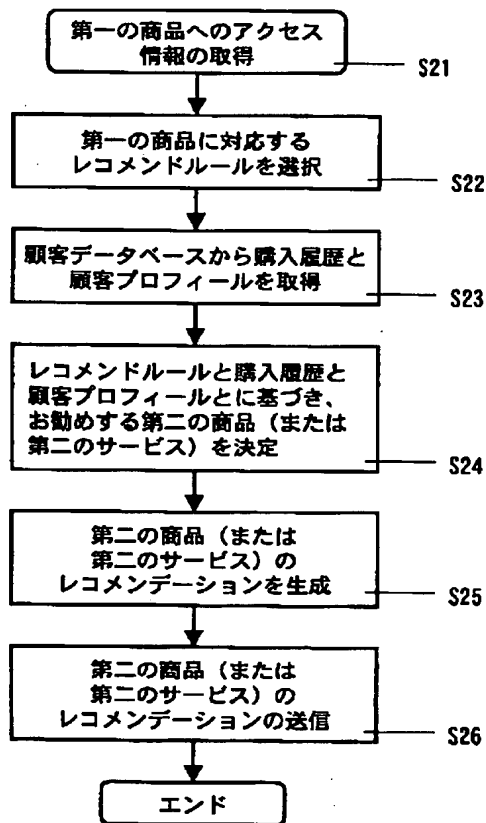 第一の商品へのアクセス
情報の取得
S21
第一の商品に対応する
レコメンドルールを選択
S22
顧客データベースから購入履歴と
顧客プロフィールを取得
S23
レコメンドルールと購入履歴と
顧客プロフィールとに基づき、
お勧めする第二の商品（または
第二のサービス）を決定
S24
第二の商品（または
第二のサービス）の
レコメンデーションを生成
S25
第二の商品（または
第二のサービス）の
レコメンデーションの送信
S26
エンド